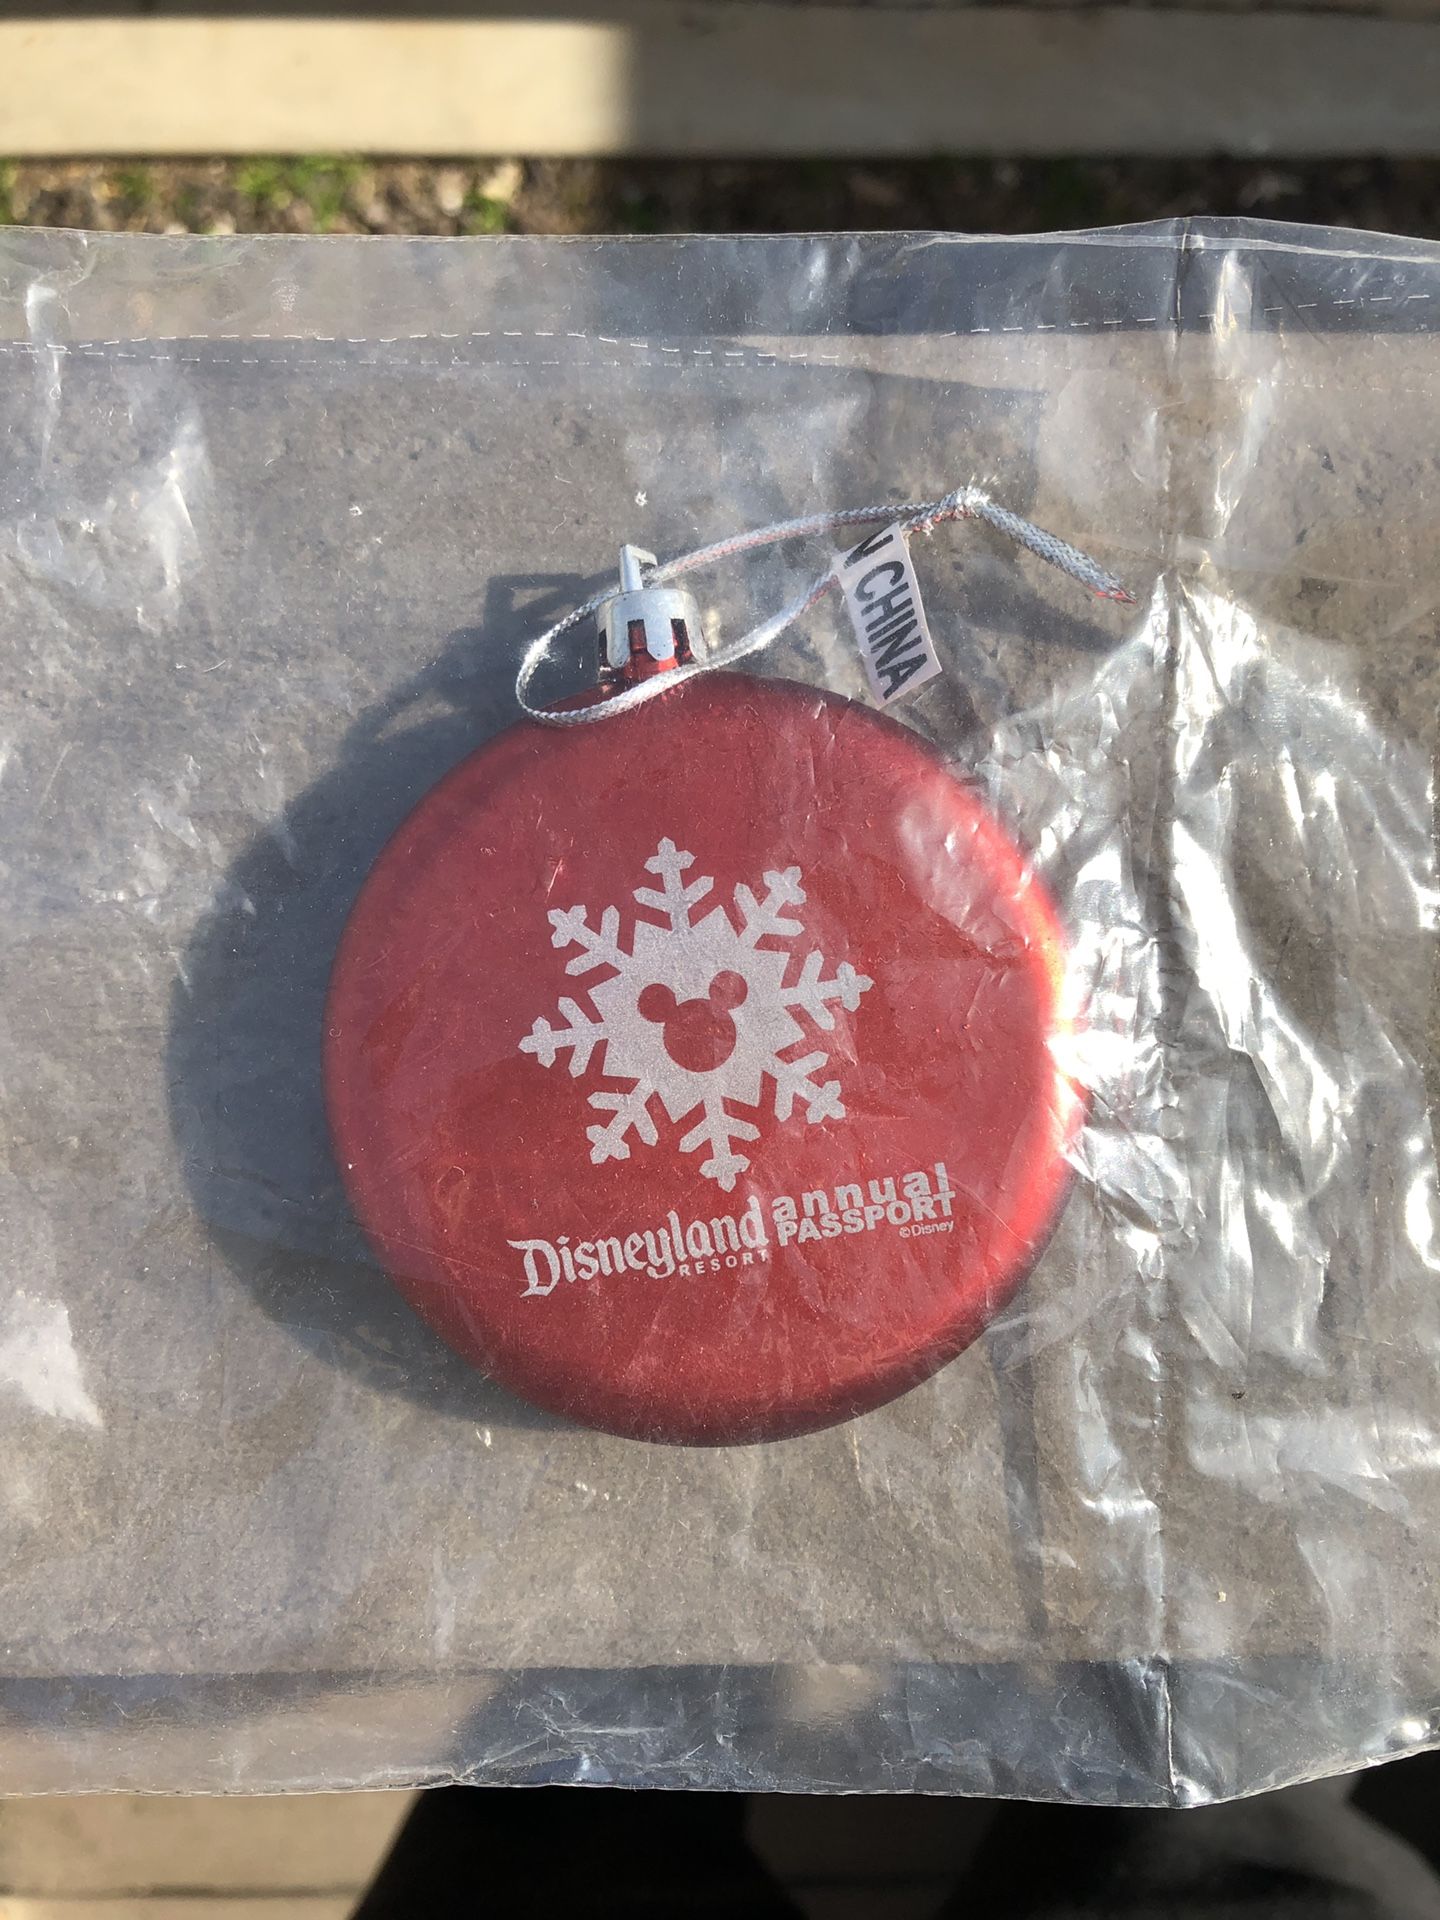 N CHINA
Disneyland
RESORT
annual
PASSPORT
©Disney